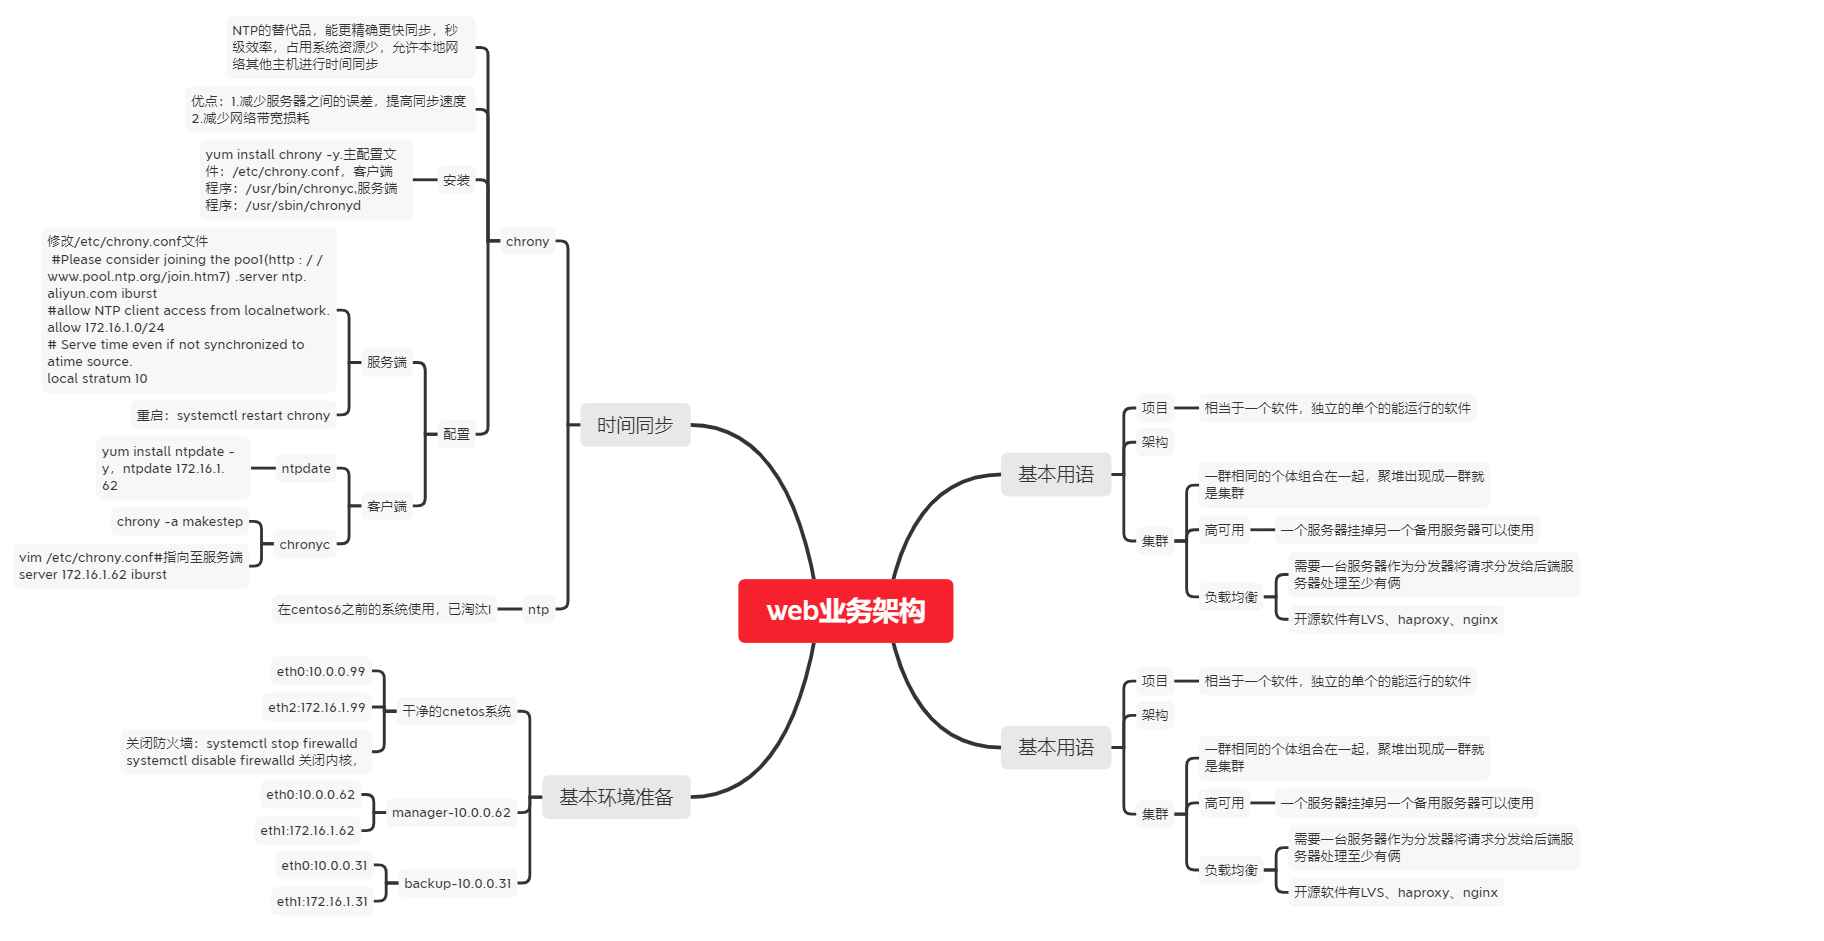 NTP的替代品，能更精确更快同步，秒
级效率，占用系统资源少，允许本地网
络其他主机进行时间同步
优点：1.减少服务器之间的误差，提高同步速度
2.减少网络带宽损耗
yum install chrony -y.主配置文
件：/etc/chrony.conf，客户端
程序：/usr/bin/chronyc,服务端
程序：/usr/sbin/chronyd
安装
修改/etc/chrony.conf文件
#Please consider joining the poo1(http : / /
www.pool.ntp.org/join.htm7) .server ntp.
aliyun.com iburst
#allow NTP client access from localnetwork.
allow 172.16.1.0/24
# Serve time even if not synchronized to
atime source.
local stratum 10
重启：systemctl restart chrony
服务端
yum install ntpdate -
y，ntpdate 172.16.1.
62
ntpdate
chrony -a makestep
vim /etc/chrony.conf#指向至服务端
server 172.16.1.62 iburst
chronyc
客户端
配置
chrony
在centos6之前的系统使用，已淘汰l
ntp
时间同步
eth0:10.0.0.99
eth2:172.16.1.99
关闭防火墙：systemctl stop firewalld
systemctl disable firewalld 关闭内核，
干净的cnetos系统
eth0:10.0.0.62
eth1:172.16.1.62
manager-10.0.0.62
eth0:10.0.0.31
eth1:172.16.1.31
backup-10.0.0.31
基本环境准备
web业务架构
基本用语
项目
相当于一个软件，独立的单个的能运行的软件
架构
集群
一群相同的个体组合在一起，聚堆出现成一群就
是集群
高可用
一个服务器挂掉另一个备用服务器可以使用
负载均衡
需要一台服务器作为分发器将请求分发给后端服
务器处理至少有俩
开源软件有LVS、haproxy、nginx
基本用语
项目
相当于一个软件，独立的单个的能运行的软件
架构
集群
一群相同的个体组合在一起，聚堆出现成一群就
是集群
高可用
一个服务器挂掉另一个备用服务器可以使用
负载均衡
需要一台服务器作为分发器将请求分发给后端服
务器处理至少有俩
开源软件有LVS、haproxy、nginx